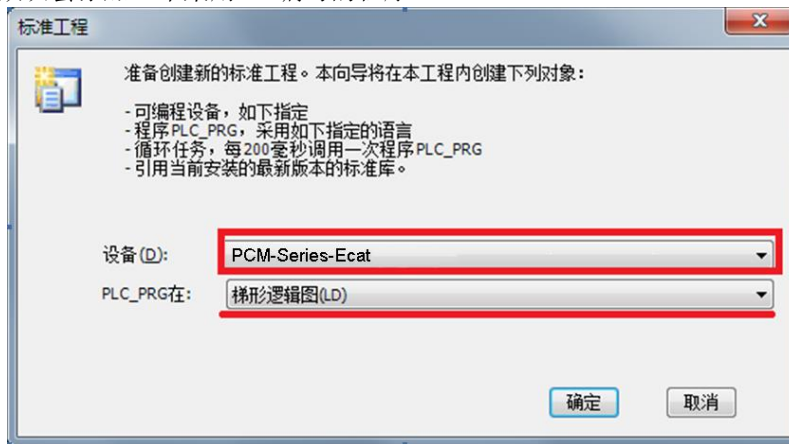 标准工程
准备创建新的标准工程。本向导将在本工程内创建下列对象：
- 可编程设备，如下指定
- 程序PLC_PRG，采用如下指定的语言
- 循环任务，每200毫秒调用一次程序PLC_PRG
- 引用当前安装的最新版本的标准库。
设备(D): PCM-Series-Ecat
PLC_PRG在: 梯形逻辑图(LD)
确定 取消